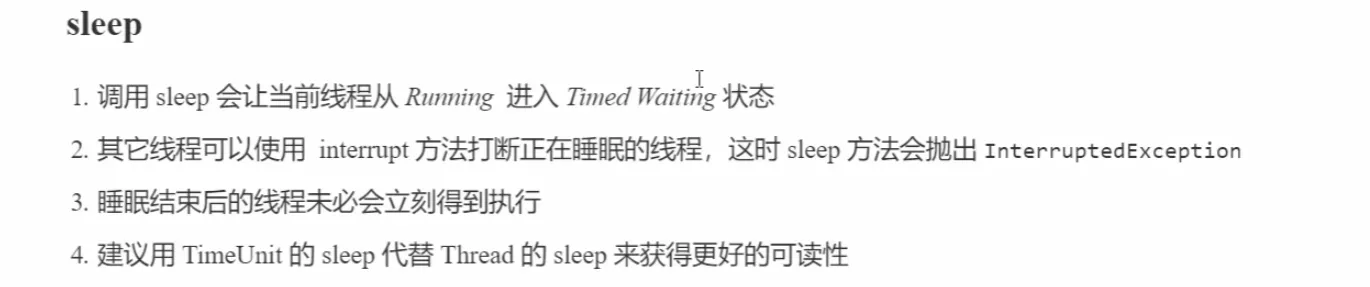 sleep
1. 调用 sleep 会让当前线程从 Running 进入 Timed Waiting 状态
2. 其它线程可以使用 interrupt 方法打断正在睡眠的线程，这时 sleep 方法会抛出 InterruptedException
3. 睡眠结束后的线程未必会立刻得到执行
4. 建议用 TimeUnit 的 sleep 代替 Thread 的 sleep 来获得更好的可读性